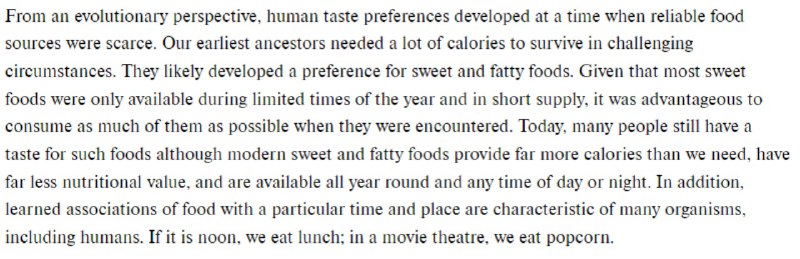 From an evolutionary perspective, human taste preferences developed at a time when reliable food
sources were scarce. Our earliest ancestors needed a lot of calories to survive in challenging
circumstances. They likely developed a preference for sweet and fatty foods. Given that most sweet
foods were only available during limited times of the year and in short supply, it was advantageous to
consume as much of them as possible when they were encountered. Today, many people still have a
taste for such foods although modern sweet and fatty foods provide far more calories than we need, have
far less nutritional value, and are available all year round and any time of day or night. In addition,
learned associations of food with a particular time and place are characteristic of many organisms,
including humans. If it is noon, we eat lunch; in a movie theatre, we eat popcorn.